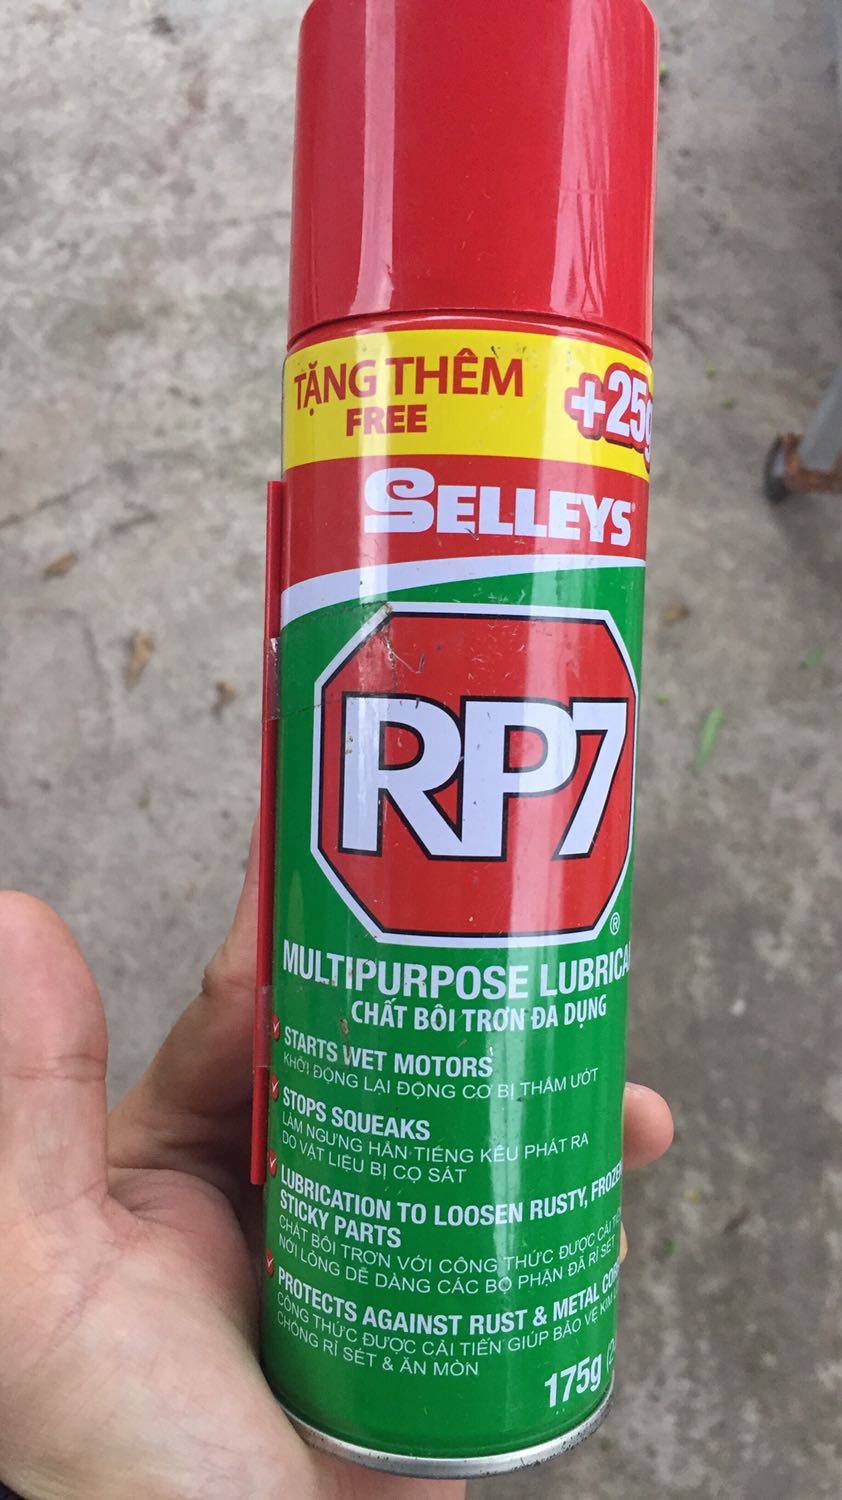 TẶNG THÊM
FREE
+25g
SELLEYS
RP7
®
MULTIPURPOSE
CHẤT BÔI TRƠN ĐA DỤNG
STARTS WET MOTORS
KHỞI ĐỘNG LẠI ĐỘNG CƠ BỊ THẤM ƯỚT
STOPS SQUEAKS
LÀM NGƯNG HẲN TIẾNG KÊU PHÁT RA
DO VẬT LIỆU BỊ CỌ SÁT
LUBRICATION TO LOOSEN RUSTY, FROZEN
STICKY PARTS
CHẤT BÔI TRƠN VỚI CÔNG THỨC ĐƯỢC CẢI
NỚI LỎNG DỄ DÀNG CÁC BỘ PHẬN ĐÃ RỈ SÉT
PROTECTS AGAINST RUST & METAL
CÔNG THỨC ĐƯỢC CẢI TIẾN GIÚP BẢO VỆ KIM
CHỐNG RỈ SÉT & ĂN MÒN
175g